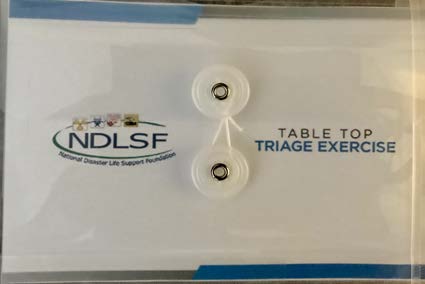 NDLSF
National Disaster Life Support Foundation
TABLE TOP
TRIAGE EXERCISE